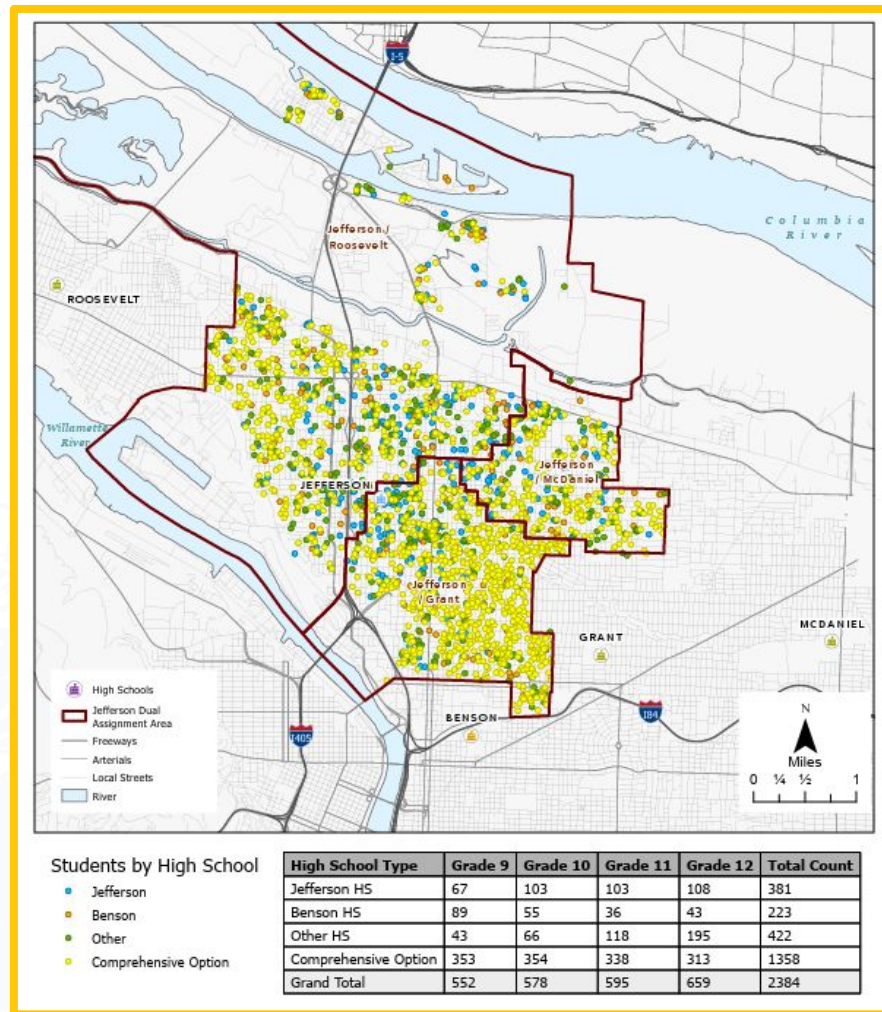 I-5
Columbia
River
Jefferson /
Roosevelt
ROOSEVELT
Willamette
River
Jefferson
/ McDaniel
JEFFERSON
Jefferson
/ Grant
MCDANIEL
GRANT
BENSON
I84
I405
High Schools
Jefferson Dual
Assignment Area
Freeways
Arterials
Local Streets
River
N
Miles
0 ¼ ½ 1
Students by High School
Jefferson
Benson
Other
Comprehensive Option
High School Type Grade 9 Grade 10 Grade 11 Grade 12 Total Count
Jefferson HS 67 103 103 108 381
Benson HS 89 55 36 43 223
Other HS 43 66 118 195 422
Comprehensive Option 353 354 338 313 1358
Grand Total 552 578 595 659 2384